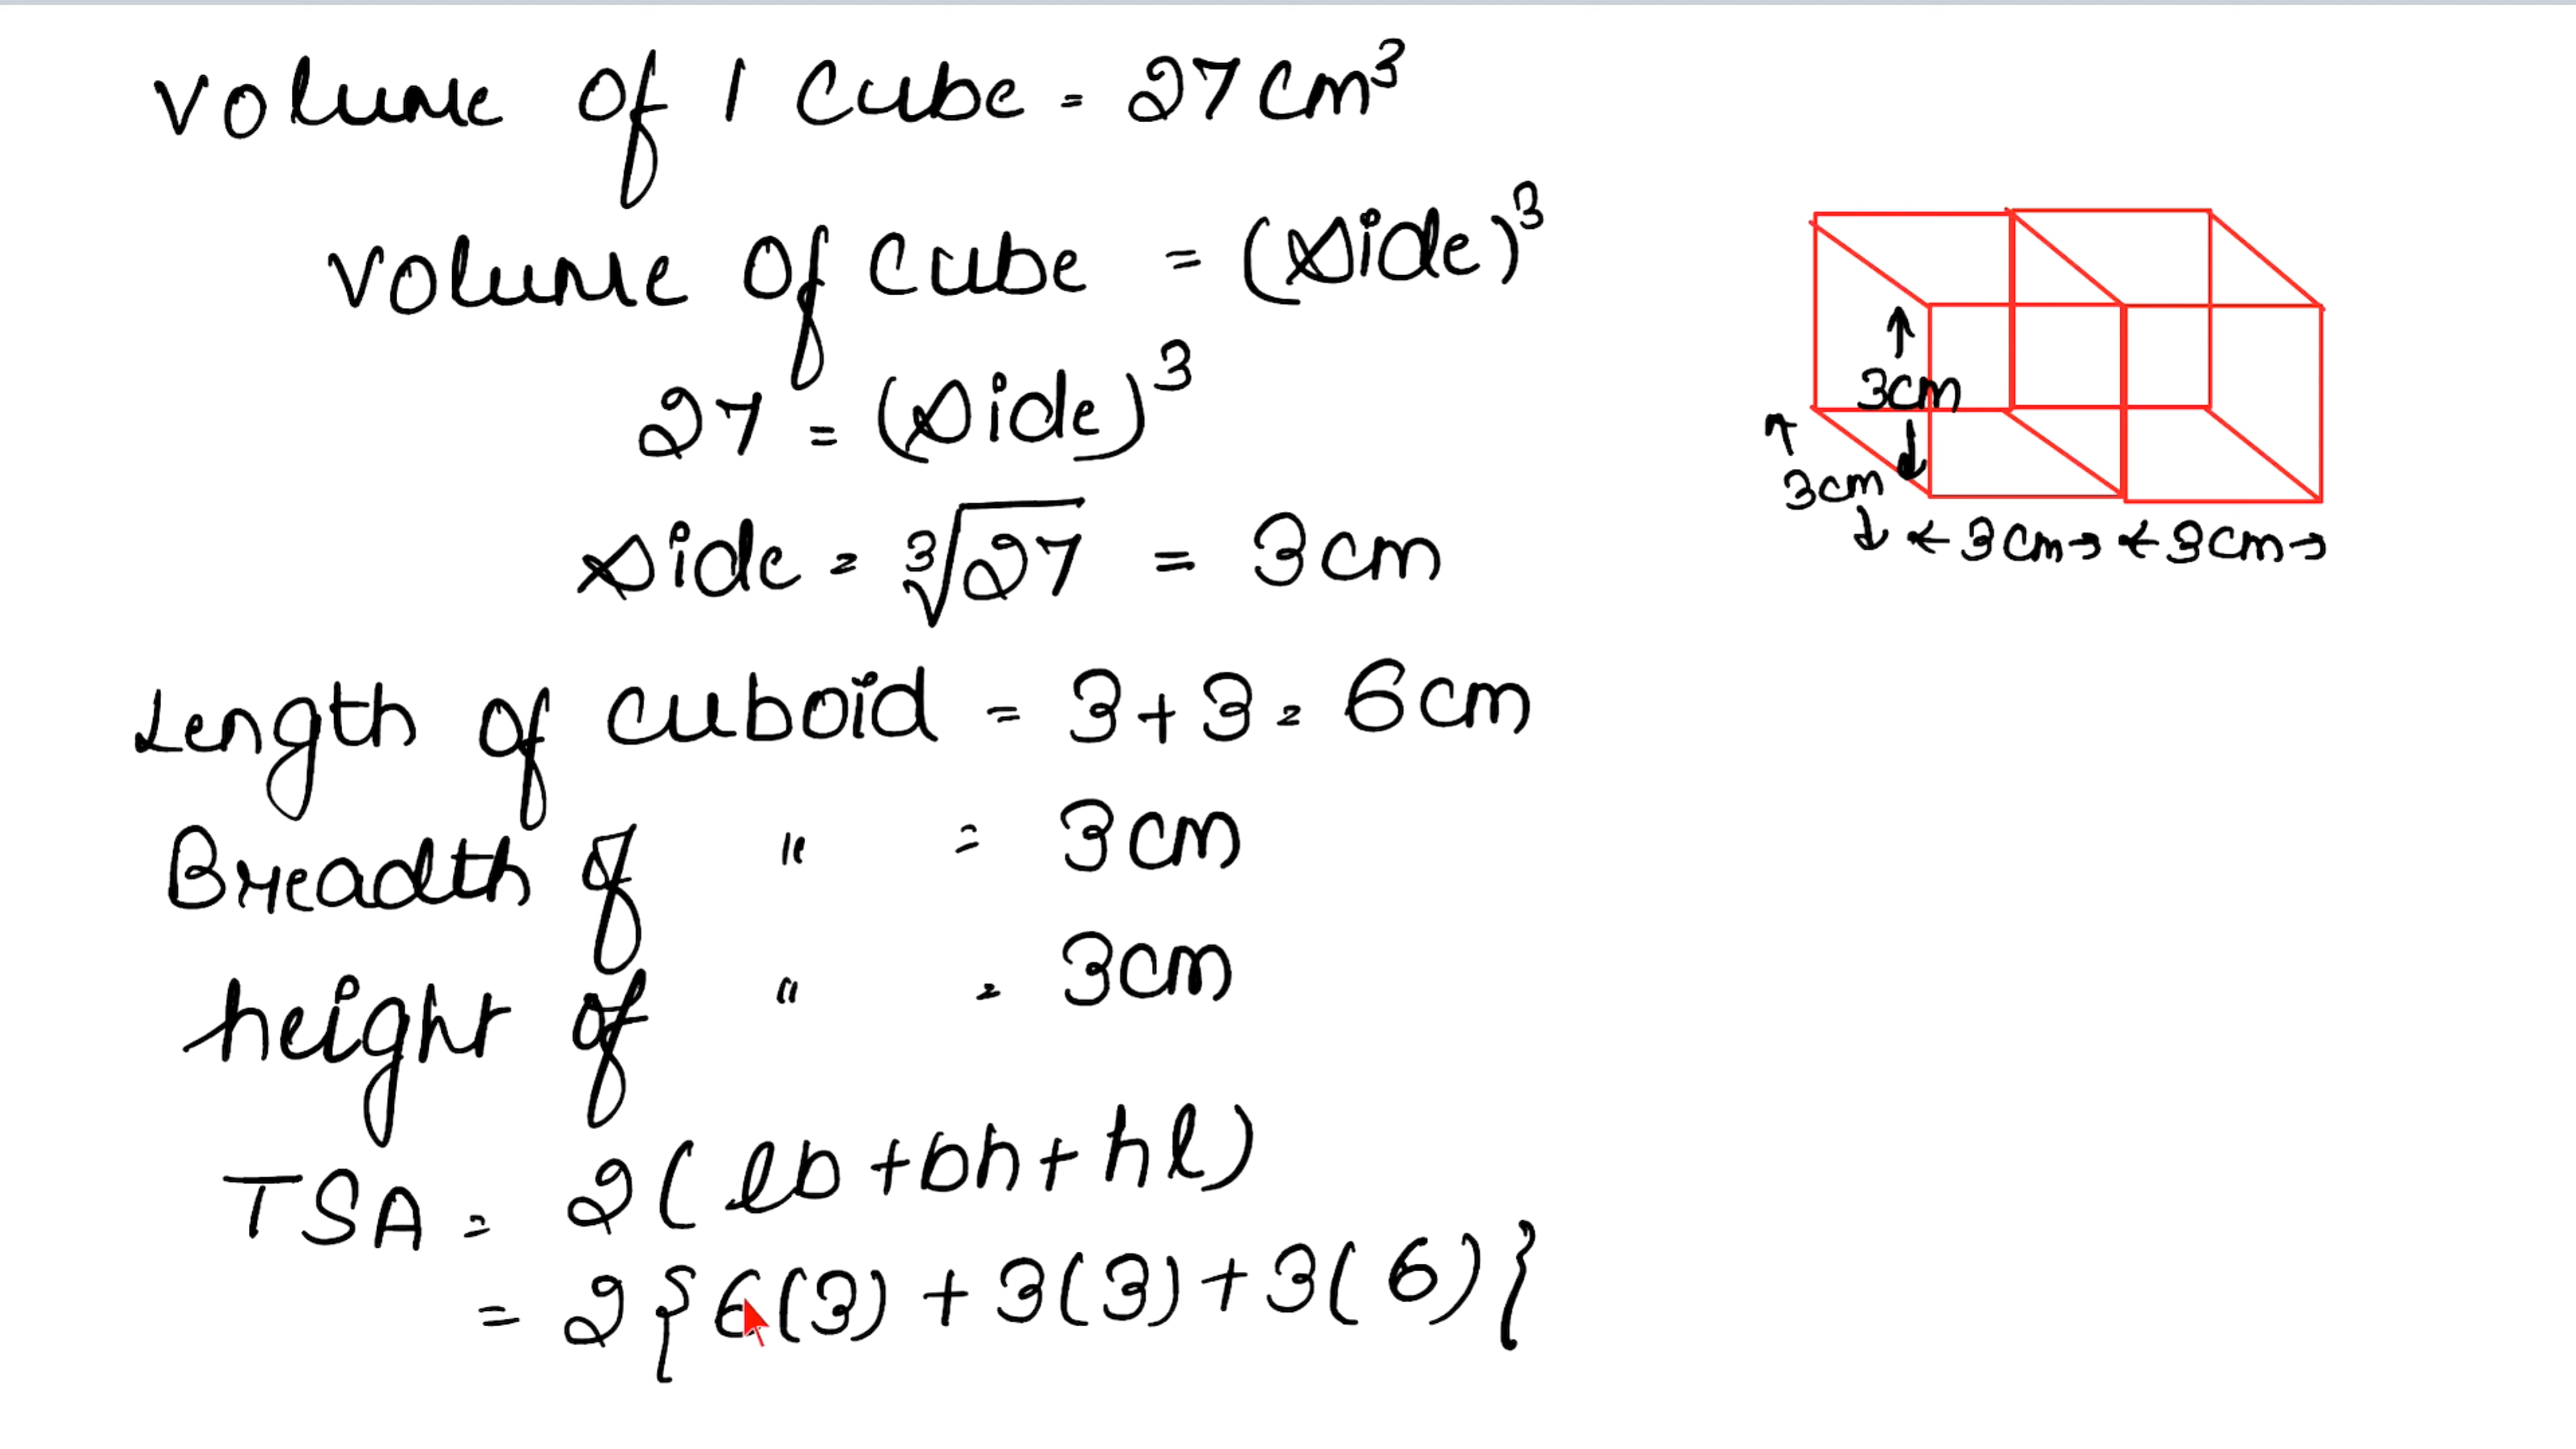 Volume of 1 Cube = 27 cm³
Volume of Cube = (side)³
27 = (side)³
side = ³√27 = 3 cm
Length of cuboid = 3 + 3 = 6 cm
Breadth of " = 3 cm
height of " = 3 cm
TSA = 2(lb + bh + hl)
= 2{6(3) + 3(3) + 3(6)}
3cm
3cm
3cm 3cm